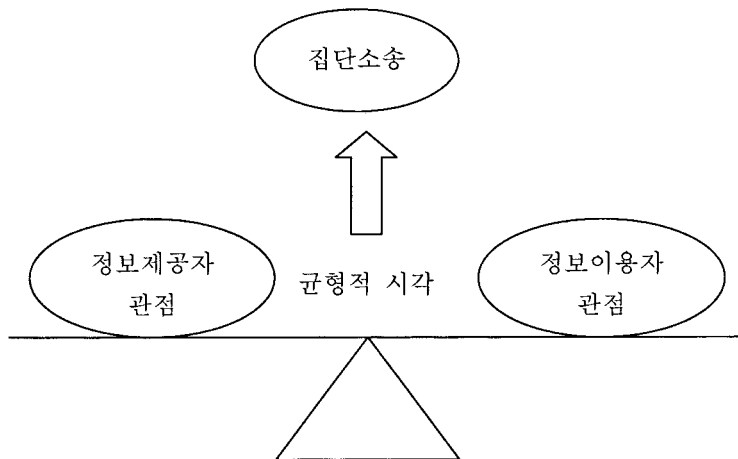 집단소송
정보제공자
관점
균형적 시각
정보이용자
관점